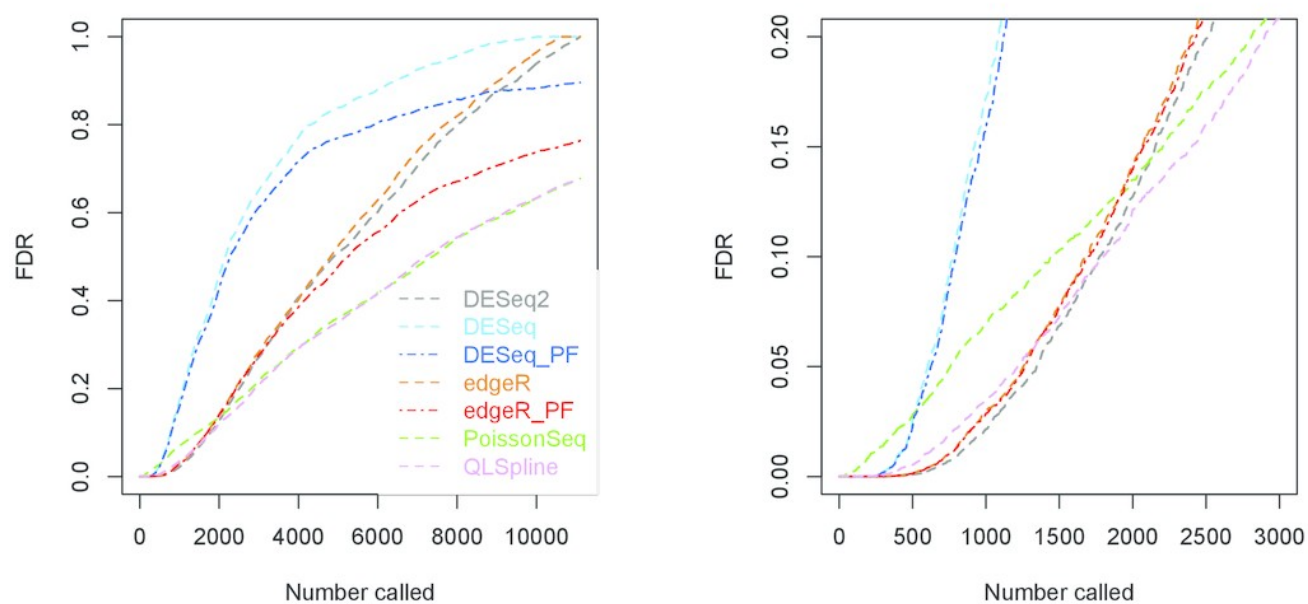 1.0
0.8
0.6
0.4
0.2
0.0
FDR
DESeq2
DESeq
DESeq_PF
edgeR
edgeR_PF
PoissonSeq
QLSpline
0 2000 4000 6000 8000 10000
Number called
0.20
0.15
0.10
0.05
0.00
FDR
0 500 1000 1500 2000 2500 3000
Number called